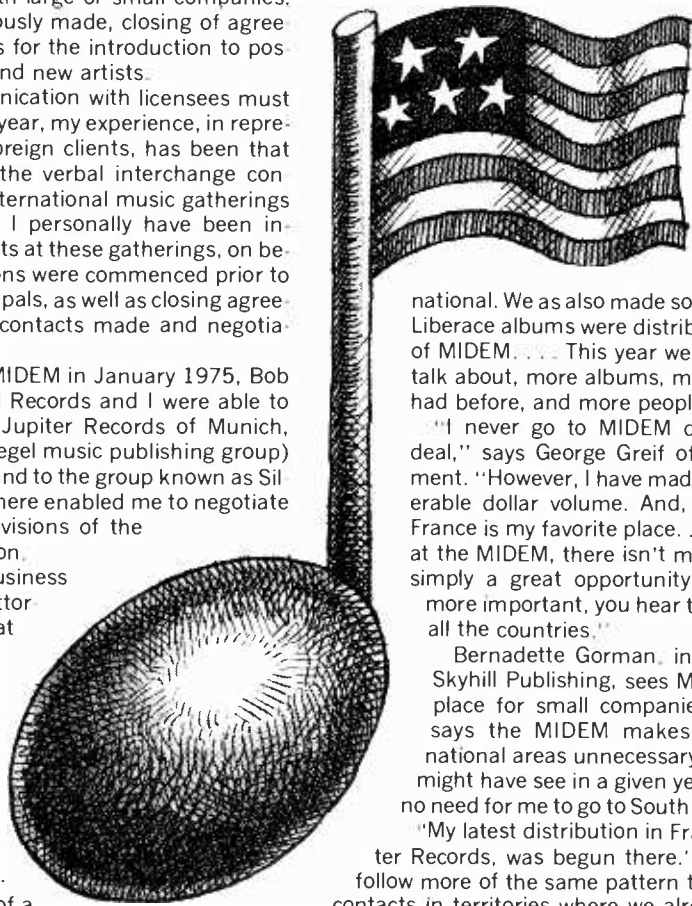 th large or small companies.
ously made, closing of agree
s for the introduction to pos
nd new artists
nication with licensees must
year, my experience, in repre-
oreign clients, has been that
the verbal interchange con
ternational music gatherings
I personally have been in-
ts at these gatherings, on be-
ns were commenced prior to
pals, as well as closing agree
contacts made and negotia-
MIDEM in January 1975, Bob
Records and I were able to
Jupiter Records of Munich,
egel music publishing group)
nd to the group known as Sil
here enabled me to negotiate
visions of the
on
usiness
ttor
at
of a
national. We as also made so
Liberace albums were distrib
of MIDEM. . . . This year we
talk about, more albums, m
had before, and more peopl
"I never go to MIDEM
deal," says George Greif of
ment. "However, I have mad
erable dollar volume. And,
France is my favorite place. .
at the MIDEM, there isn't m
simply a great opportunity
more important, you hear t
all the countries."
Bernadette Gorman, in
Skyhill Publishing, sees M
place for small companie
says the MIDEM makes
national areas unnecessary
might have see in a given ye
no need for me to go to South
"My latest distribution in Fr
ter Records, was begun there.'
follow more of the same pattern t
contacts in territories where we alr